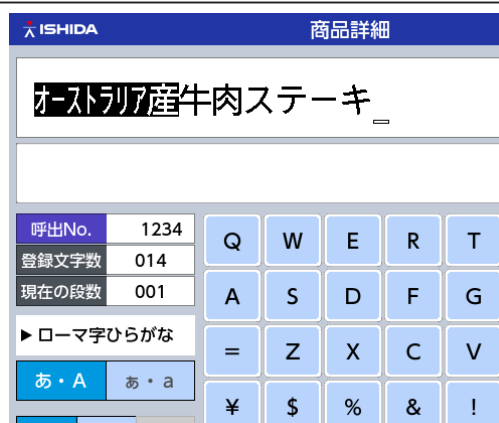 ISHIDA
商品詳細
オーストラリア産牛肉ステーキ_
呼出No. 1234
登録文字数 014
現在の段数 001
▶ ローマ字ひらがな
あ・A ぁ・a
Q W E R T
A S D F G
= Z X C V
¥ $ % & !